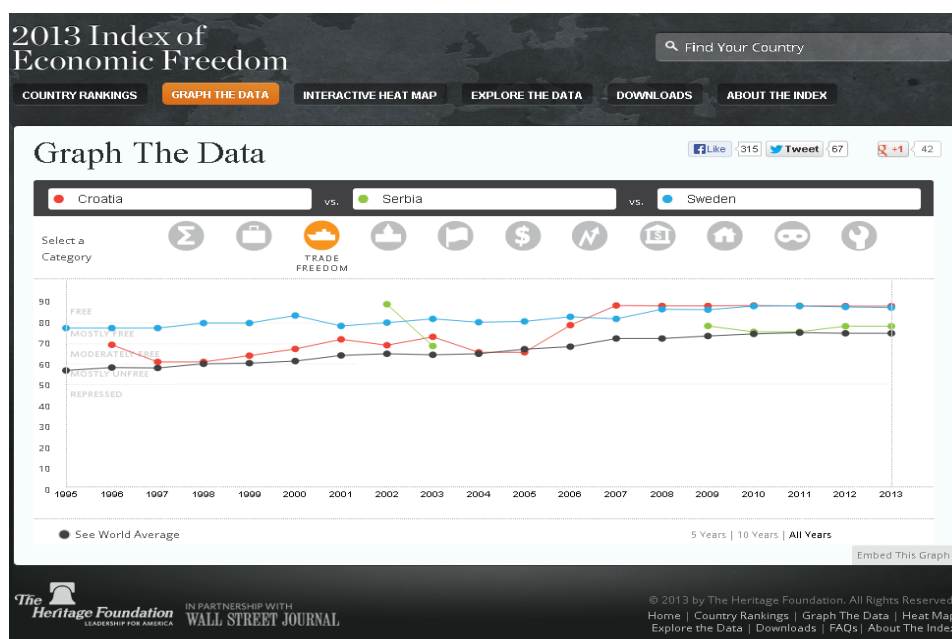 2013 Index of
Economic Freedom
Find Your Country
COUNTRY RANKINGS GRAPH THE DATA INTERACTIVE HEAT MAP EXPLORE THE DATA DOWNLOADS ABOUT THE INDEX
Graph The Data
Like 315 Tweet 67 +1 42
Croatia vs. Serbia vs. Sweden
Select a
Category
TRADE
FREEDOM
90
FREE
80
MOSTLY FREE
70
MODERATELY FREE
60
MOSTLY UNFREE
50
REPRESSED
40
30
20
10
0
1995 1996 1997 1998 1999 2000 2001 2002 2003 2004 2005 2006 2007 2008 2009 2010 2011 2012 2013
See World Average
5 Years | 10 Years | All Years
Embed This Graph
The
Heritage Foundation
LEADERSHIP FOR AMERICA
IN PARTNERSHIP WITH
WALL STREET JOURNAL
© 2013 by The Heritage Foundation. All Rights Reserved
Home | Country Rankings | Graph The Data | Heat Map
Explore the Data | Downloads | FAQs | About The Index